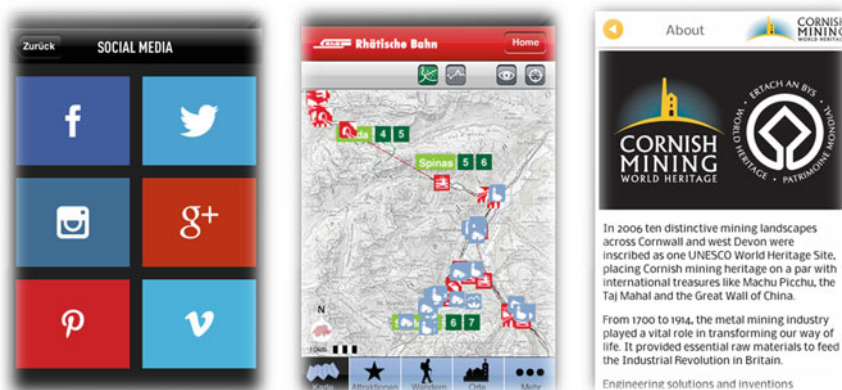 Zurück
SOCIAL MEDIA
f
g+
RhB Rhätische Bahn
Home
4 5
Spinas 5 6
6 7
N
Karte
Attraktionen
Wandern
Orte
Mehr
About
CORNISH
MINING
WORLD HERITAGE
CORNISH
MINING
WORLD HERITAGE
ERTACH AN BYS
WORLD HERITAGE
PATRIMOINE MONDIAL
In 2006 ten distinctive mining landscapes
across Cornwall and west Devon were
inscribed as one UNESCO World Heritage Site,
placing Cornish mining heritage on a par with
international treasures like Machu Picchu, the
Taj Mahal and the Great Wall of China.
From 1700 to 1914, the metal mining industry
played a vital role in transforming our way of
life. It provided essential raw materials to feed
the Industrial Revolution in Britain.
Engineering solutions and inventions